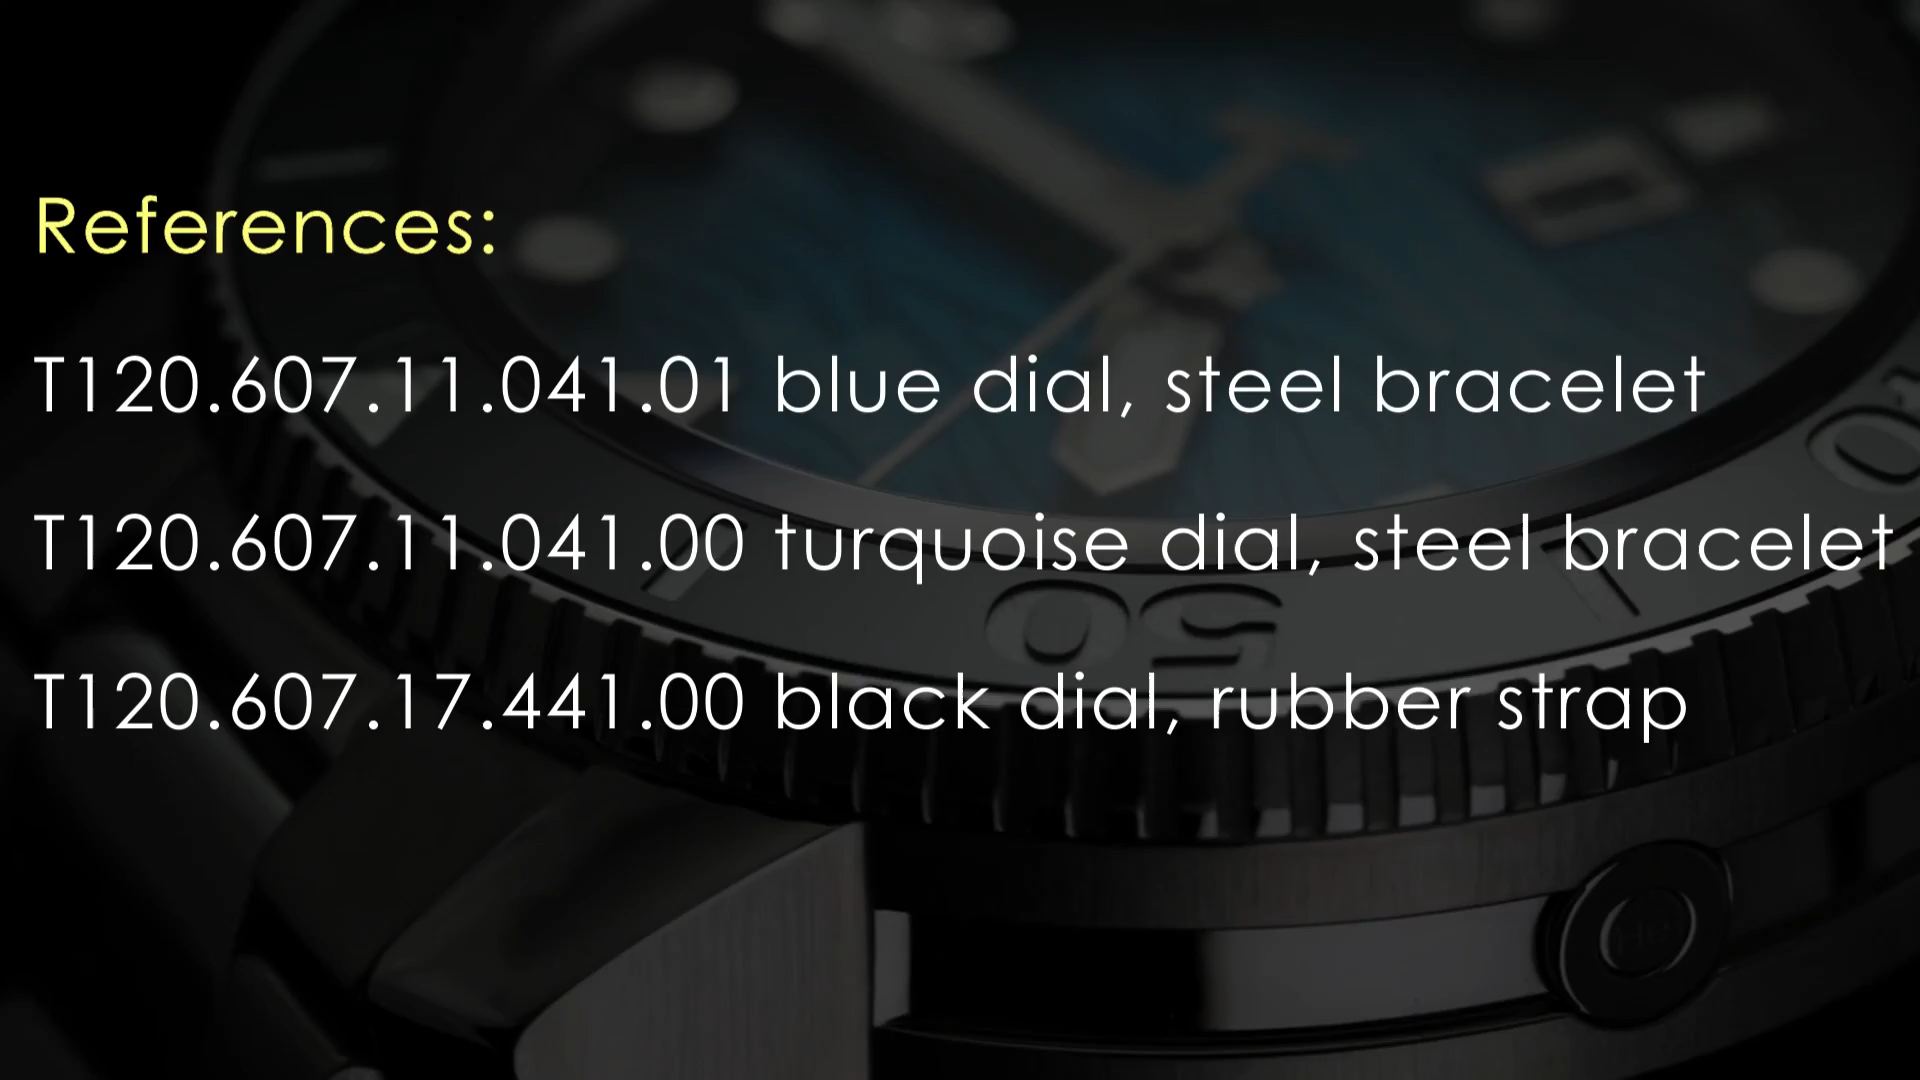 References:
T120.607.11.041.01 blue dial, steel bracelet
T120.607.11.041.00 turquoise dial, steel bracelet
T120.607.17.441.00 black dial, rubber strap
50